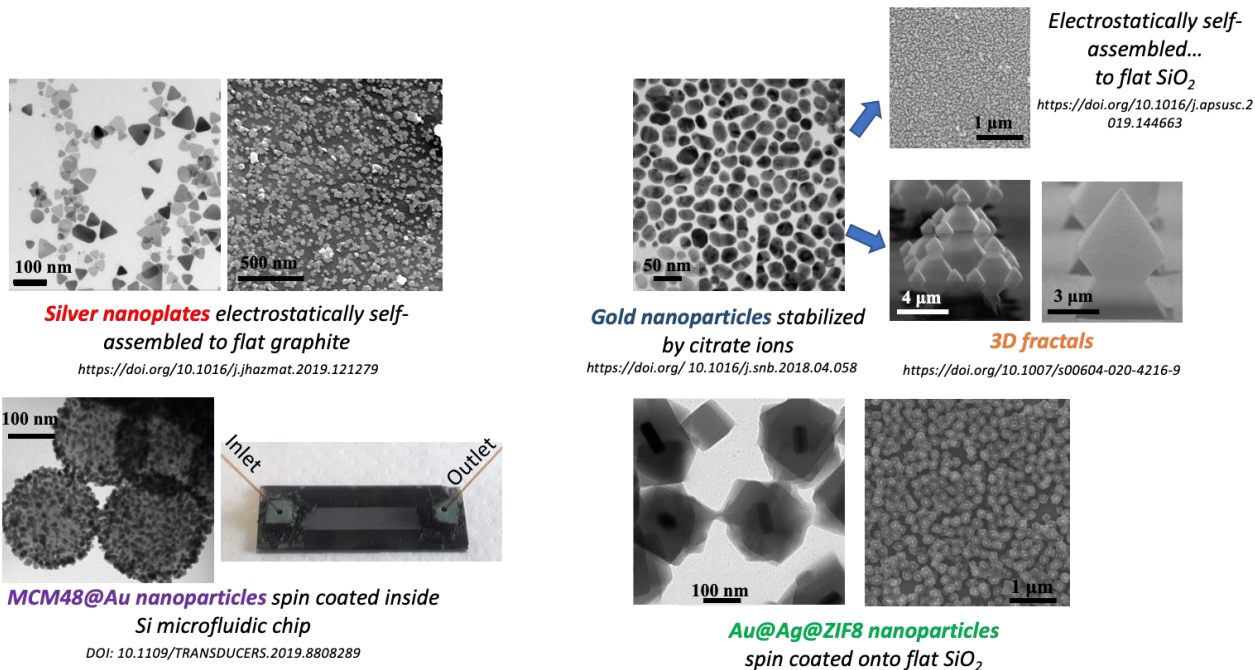 100 nm
500 nm
Silver nanoplates electrostatically self-
assembled to flat graphite
https://doi.org/10.1016/j.jhazmat.2019.121279
50 nm
Gold nanoparticles stabilized
by citrate ions
https://doi.org/ 10.1016/j.snb.2018.04.058
1 µm
Electrostatically self-
assembled...
to flat SiO₂
https://doi.org/10.1016/j.apsusc.2
019.144663
4 µm
3 µm
3D fractals
https://doi.org/10.1007/s00604-020-4216-9
100 nm
Inlet
Outlet
MCM48@Au nanoparticles spin coated inside
Si microfluidic chip
DOI: 10.1109/TRANSDUCERS.2019.8808289
100 nm
1 µm
Au@Ag@ZIF8 nanoparticles
spin coated onto flat SiO₂